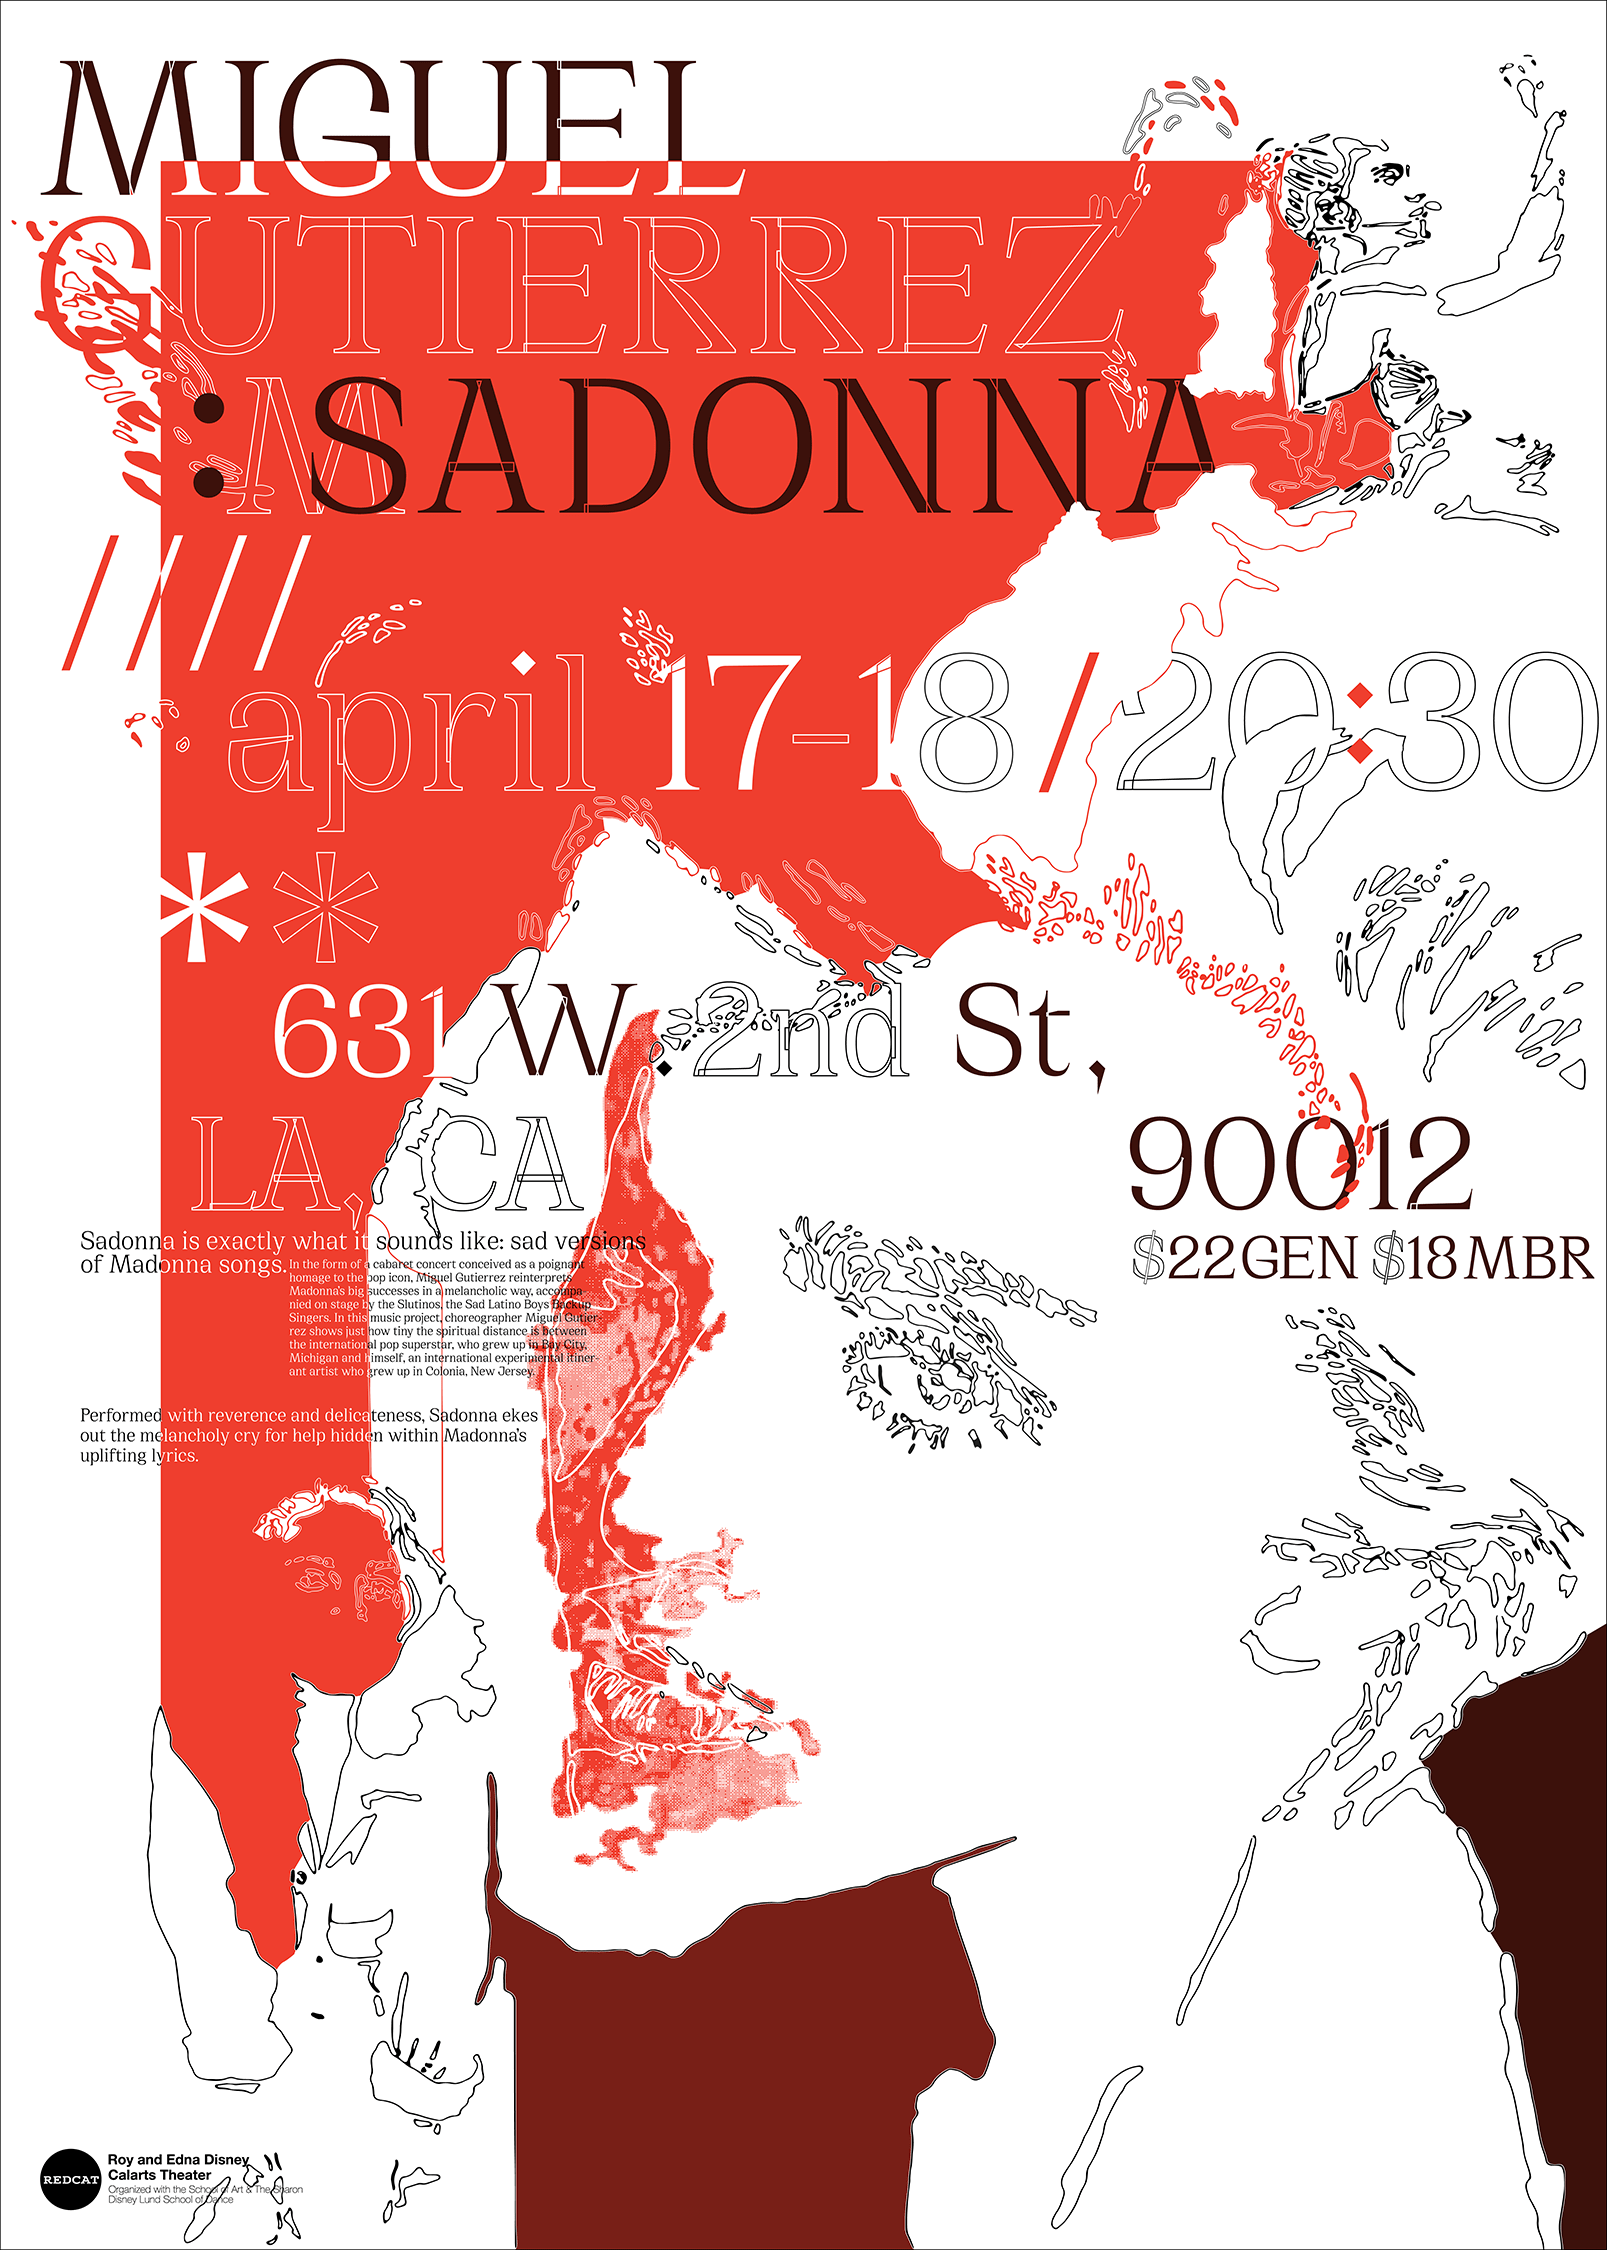 MIGUEL
GUTIERREZ
: MSADONNA
////
april 17–18 / 20:30
**
631 W. 2nd St,
LA, CA 90012
$22GEN $18MBR
Sadonna is exactly what it sounds like: sad versions
of Madonna songs.
In the form of a cabaret concert conceived as a poignant
homage to the pop icon, Miguel Gutierrez reinterprets
Madonna's big successes in a melancholic way, accompa
nied on stage by the Slutinos, the Sad Latino Boys Backup
Singers. In this music project, choreographer Miguel Gutier-
rez shows just how tiny the spiritual distance is between
the international pop superstar, who grew up in Bay City,
Michigan and himself, an international experimental itiner-
ant artist who grew up in Colonia, New Jersey.
Performed with reverence and delicateness, Sadonna ekes
out the melancholy cry for help hidden within Madonna's
uplifting lyrics.
REDCAT
Roy and Edna Disney
Calarts Theater
Organized with the School of Art & The Sharon
Disney Lund School of Dance